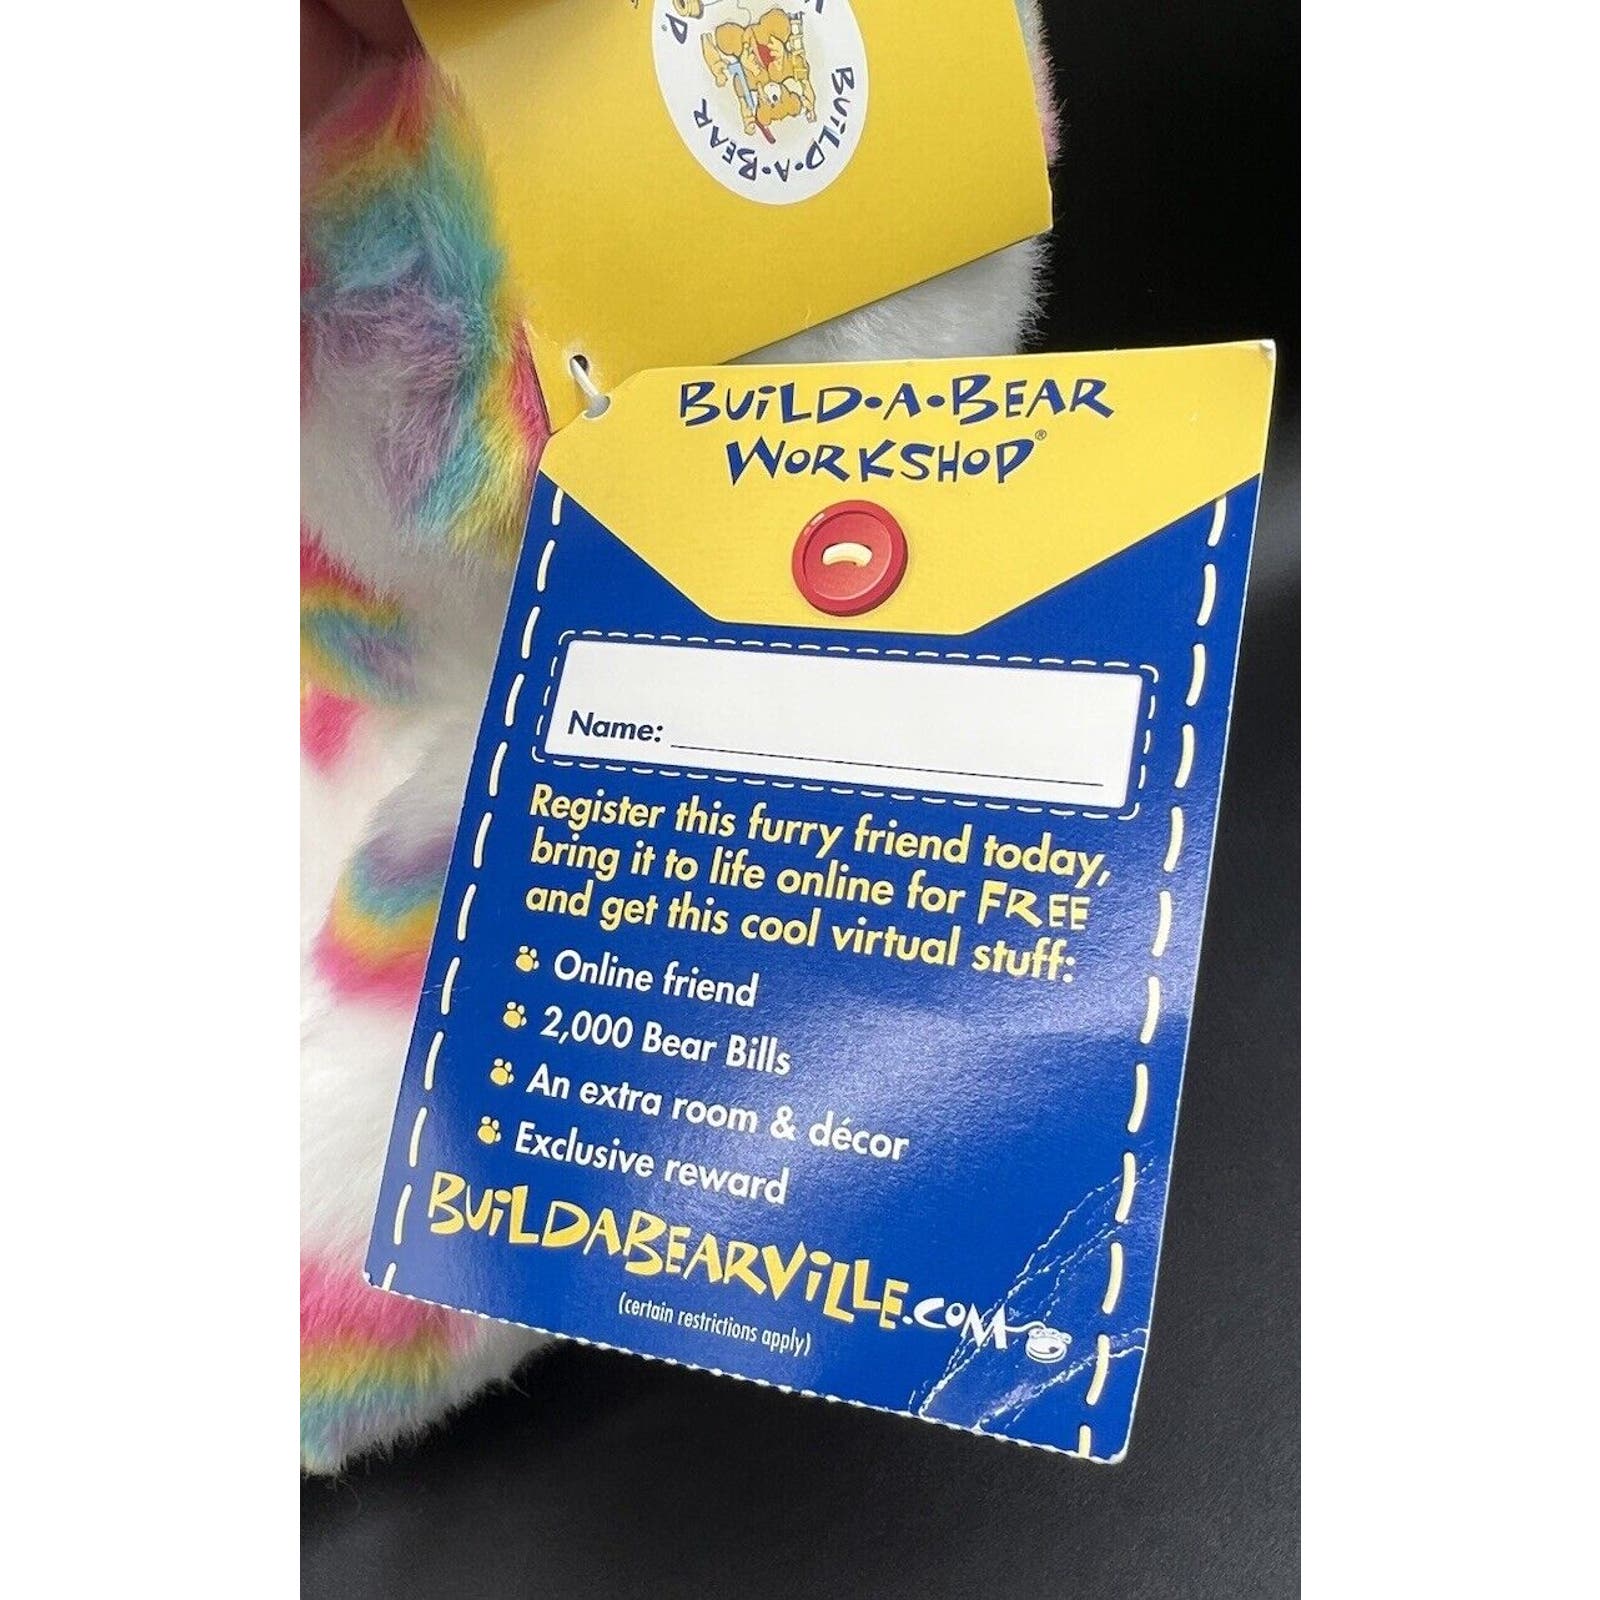 BUILD•A•BEAR
BUILD-A-BEAR
WORKSHOP®
Name:
Register this furry friend today,
bring it to life online for FREE
and get this cool virtual stuff:
Online friend
2,000 Bear Bills
An extra room & décor
Exclusive reward
BUILDABEARVILLE.COM
(certain restrictions apply)